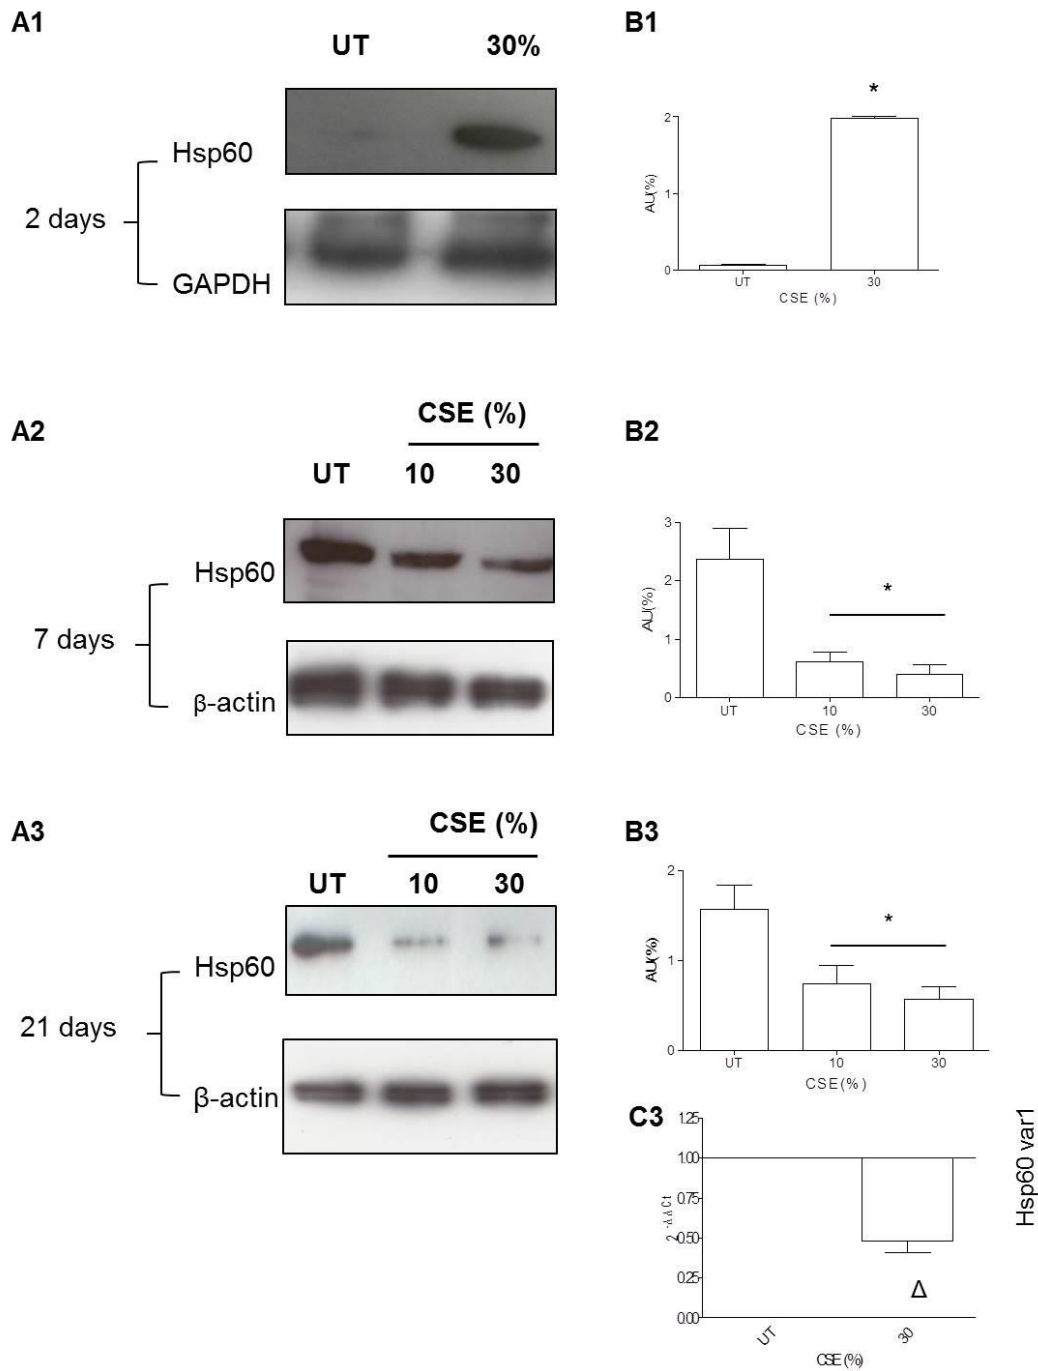 A1
UT 30%
Hsp60
2 days
GAPDH
B1
*
2
1
0
AU(%)
UT 30
CSE (%)
A2
CSE (%)
UT 10 30
Hsp60
7 days
β-actin
B2
*
3
2
1
0
AU(%)
UT 10 30
CSE (%)
A3
CSE (%)
UT 10 30
Hsp60
21 days
β-actin
B3
*
2
1
0
AU(%)
UT 10 30
CSE(%)
C3
1.25
1.00
0.75
0.50
0.25
0.00
2^-ΔΔCt
Δ
UT 30
CSE(%)
Hsp60 var1